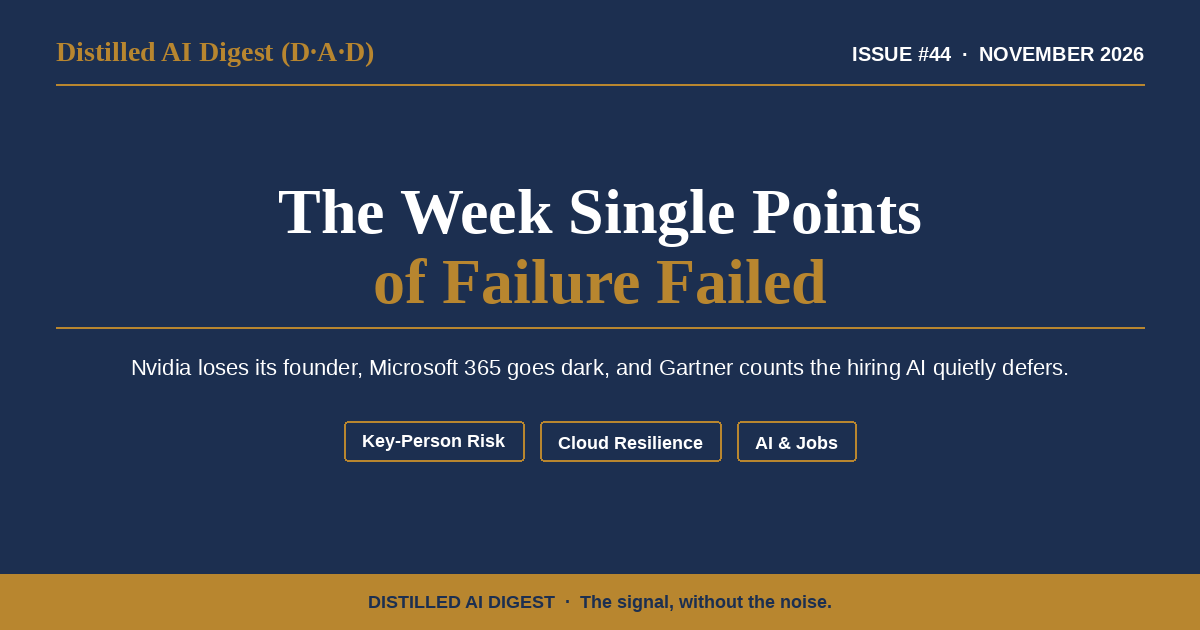 Distilled AI Digest (D·A·D)
ISSUE #44 · NOVEMBER 2026
The Week Single Points
of Failure Failed
Nvidia loses its founder, Microsoft 365 goes dark, and Gartner counts the hiring AI quietly defers.
Key-Person Risk
Cloud Resilience
AI & Jobs
DISTILLED AI DIGEST · The signal, without the noise.